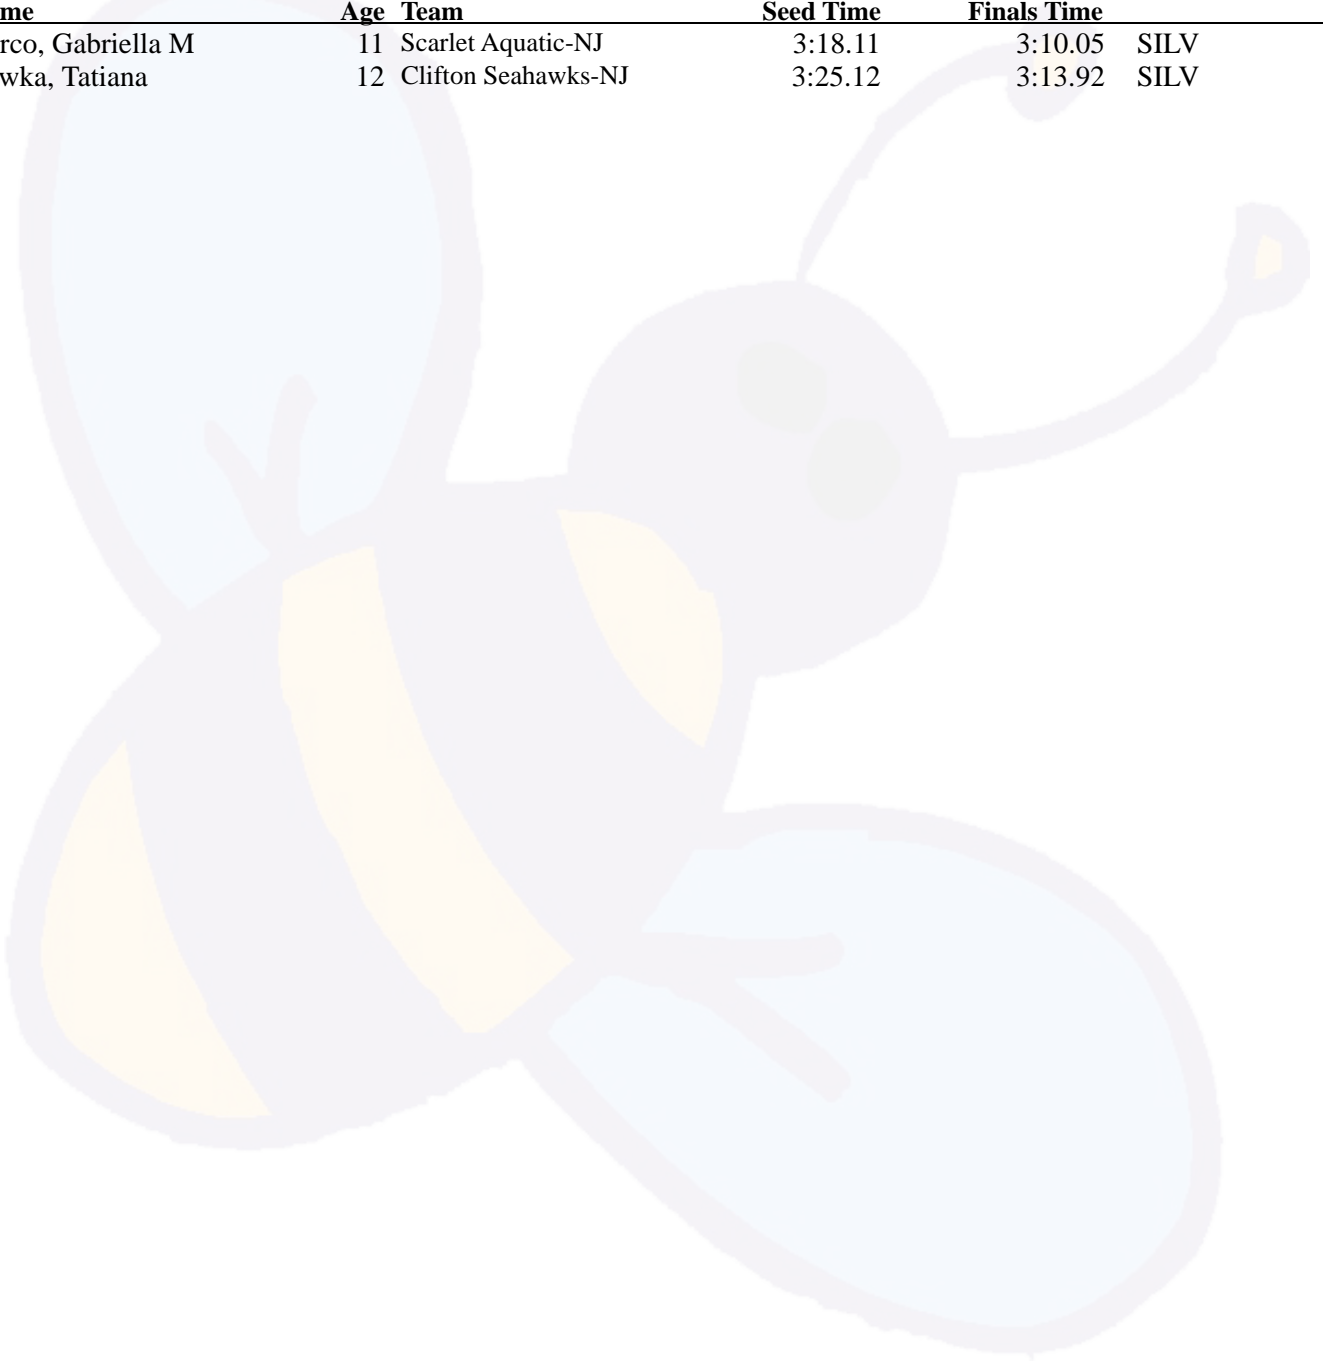 me Age Team Seed Time Finals Time
rco, Gabriella M 11 Scarlet Aquatic-NJ 3:18.11 3:10.05 SILV
wka, Tatiana 12 Clifton Seahawks-NJ 3:25.12 3:13.92 SILV